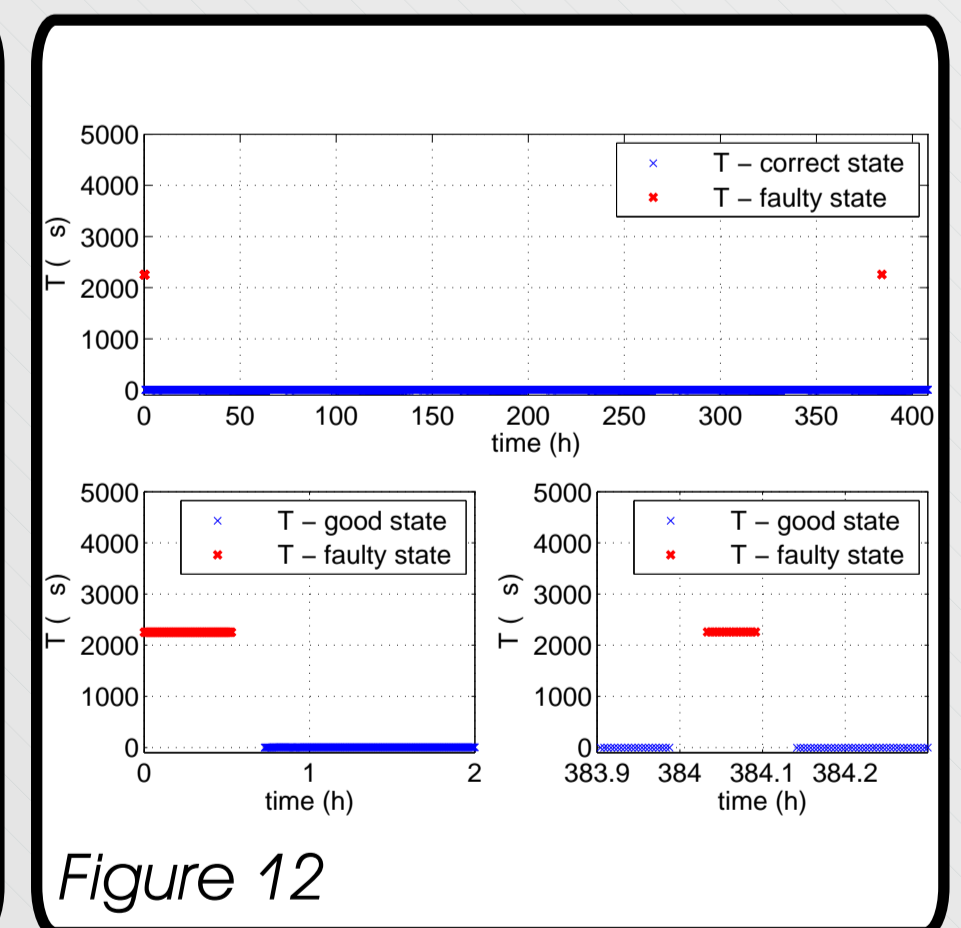 5000
4000
3000
2000
1000
0
T ( s)
T – correct state
T – faulty state
0 50 100 150 200 250 300 350 400
time (h)
5000
4000
3000
2000
1000
0
T ( s)
T – good state
T – faulty state
0 1 2
time (h)
5000
4000
3000
2000
1000
0
T ( s)
T – good state
T – faulty state
383.9 384 384.1 384.2
time (h)
Figure 12